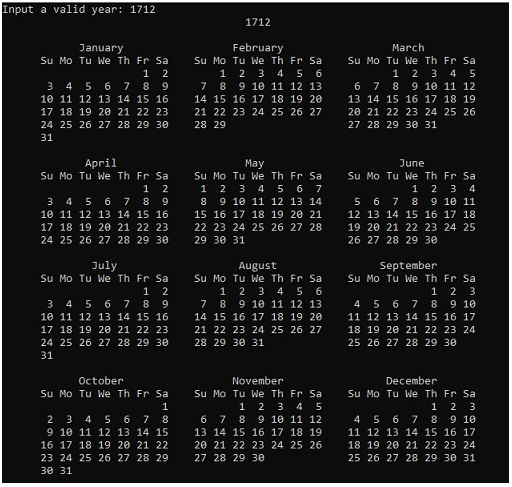 Input a valid year: 1712
1712
January February March
Su Mo Tu We Th Fr Sa Su Mo Tu We Th Fr Sa Su Mo Tu We Th Fr Sa
1 2 1 2 3 4 5 6 1 2 3 4 5
3 4 5 6 7 8 9 7 8 9 10 11 12 13 6 7 8 9 10 11 12
10 11 12 13 14 15 16 14 15 16 17 18 19 20 13 14 15 16 17 18 19
17 18 19 20 21 22 23 21 22 23 24 25 26 27 20 21 22 23 24 25 26
24 25 26 27 28 29 30 28 29 27 28 29 30 31
31
April May June
Su Mo Tu We Th Fr Sa Su Mo Tu We Th Fr Sa Su Mo Tu We Th Fr Sa
1 2 1 2 3 4 5 6 7 1 2 3 4
3 4 5 6 7 8 9 8 9 10 11 12 13 14 5 6 7 8 9 10 11
10 11 12 13 14 15 16 15 16 17 18 19 20 21 12 13 14 15 16 17 18
17 18 19 20 21 22 23 22 23 24 25 26 27 28 19 20 21 22 23 24 25
24 25 26 27 28 29 30 29 30 31 26 27 28 29 30
July August September
Su Mo Tu We Th Fr Sa Su Mo Tu We Th Fr Sa Su Mo Tu We Th Fr Sa
1 2 1 2 3 4 5 6 1 2 3
3 4 5 6 7 8 9 7 8 9 10 11 12 13 4 5 6 7 8 9 10
10 11 12 13 14 15 16 14 15 16 17 18 19 20 11 12 13 14 15 16 17
17 18 19 20 21 22 23 21 22 23 24 25 26 27 18 19 20 21 22 23 24
24 25 26 27 28 29 30 28 29 30 31 25 26 27 28 29 30
31
October November December
Su Mo Tu We Th Fr Sa Su Mo Tu We Th Fr Sa Su Mo Tu We Th Fr Sa
1 1 2 3 4 5 1 2 3
2 3 4 5 6 7 8 6 7 8 9 10 11 12 4 5 6 7 8 9 10
9 10 11 12 13 14 15 13 14 15 16 17 18 19 11 12 13 14 15 16 17
16 17 18 19 20 21 22 20 21 22 23 24 25 26 18 19 20 21 22 23 24
23 24 25 26 27 28 29 27 28 29 30 25 26 27 28 29 30 31
30 31